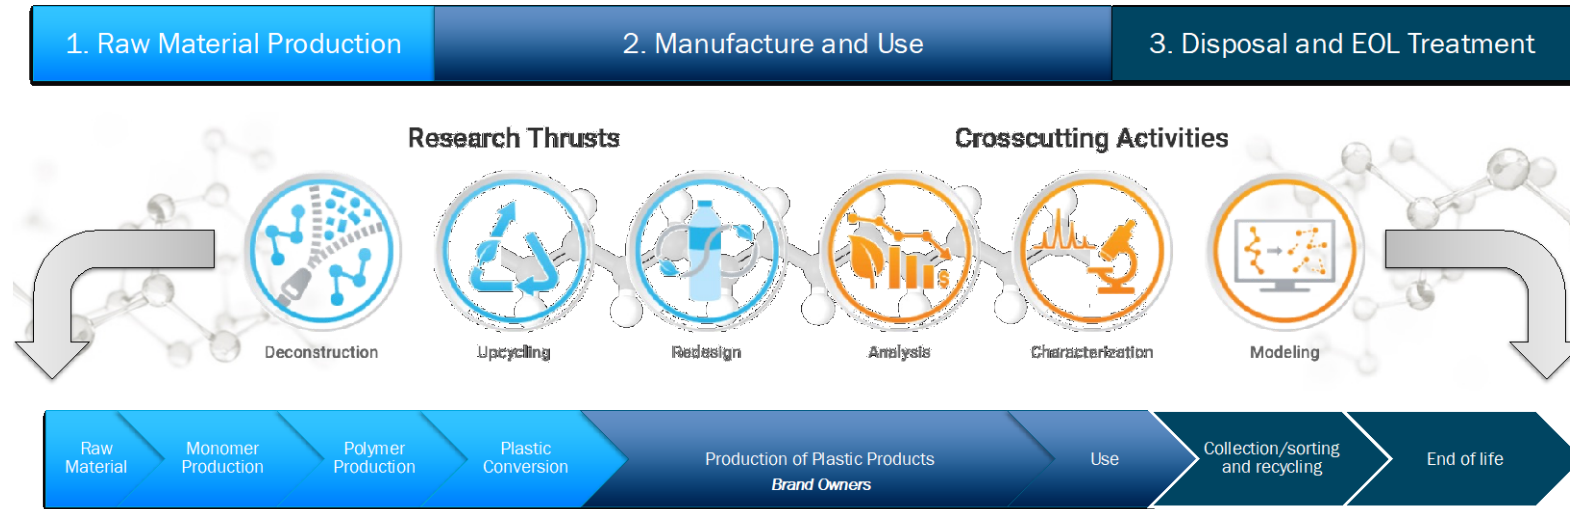 1. Raw Material Production
2. Manufacture and Use
3. Disposal and EOL Treatment
Research Thrusts
Crosscutting Activities
Deconstruction
Upcycling
Redesign
Analysis
Characterization
Modeling
$
Raw
Material
Monomer
Production
Polymer
Production
Plastic
Conversion
Production of Plastic Products
Brand Owners
Use
Collection/sorting
and recycling
End of life